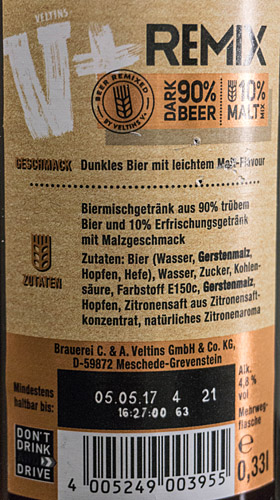 VELTINS
V+ REMIX
BEER REMIXED
BY VELTINS V+
DARK 90% BEER
10% MALT MIX
GESCHMACK Dunkles Bier mit leichtem Malt-Flavour
Biermischgetränk aus 90% trübem
Bier und 10% Erfrischungsgetränk
mit Malzgeschmack
ZUTATEN
Zutaten: Bier (Wasser, Gerstenmalz,
Hopfen, Hefe), Wasser, Zucker, Kohlen-
säure, Farbstoff E150c, Gerstenmalz,
Hopfen, Zitronensaft aus Zitronensaft-
konzentrat, natürliches Zitronenaroma
Brauerei C. & A. Veltins GmbH & Co. KG,
D-59872 Meschede-Grevenstein
Mindestens
haltbar bis:
05.05.17 4 21
16:27:00 63
Alk.
4,8 %
vol
Mehrweg-
flasche
e
0,33l
DON'T
DRINK
DRIVE
4 005249 003955